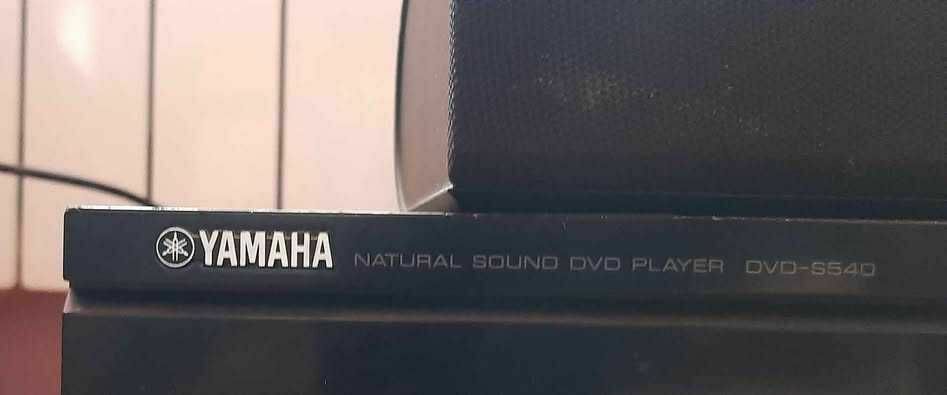 YAMAHA NATURAL SOUND DVD PLAYER DVD-S540